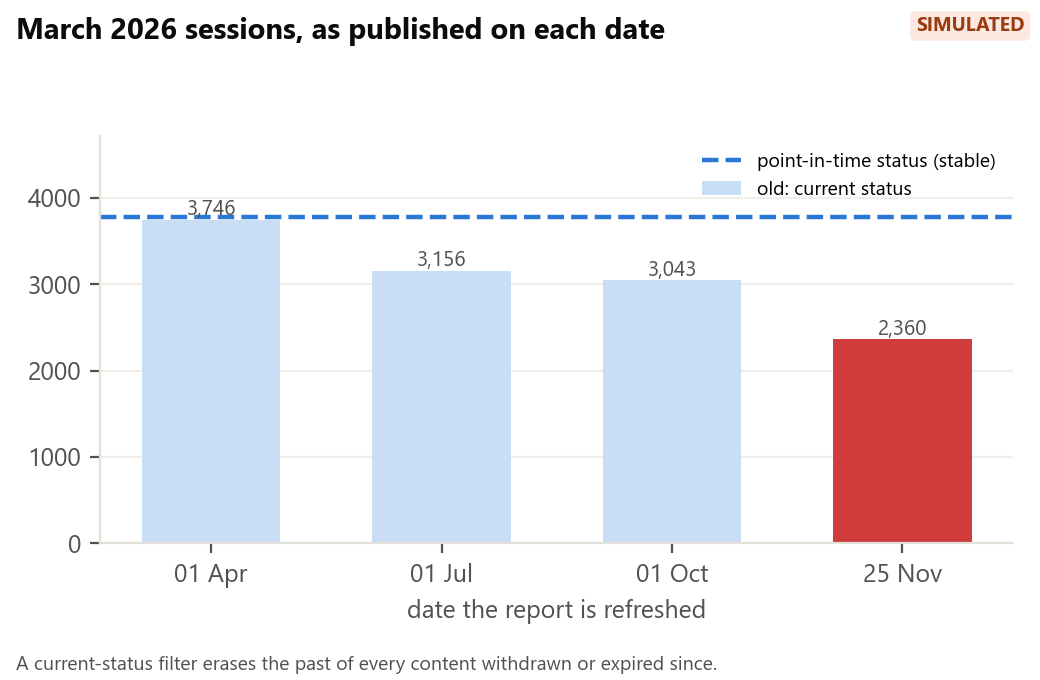 March 2026 sessions, as published on each date
SIMULATED
point-in-time status (stable)
old: current status
4000
3000
2000
1000
0
3,746
3,156
3,043
2,360
01 Apr
01 Jul
01 Oct
25 Nov
date the report is refreshed
A current-status filter erases the past of every content withdrawn or expired since.